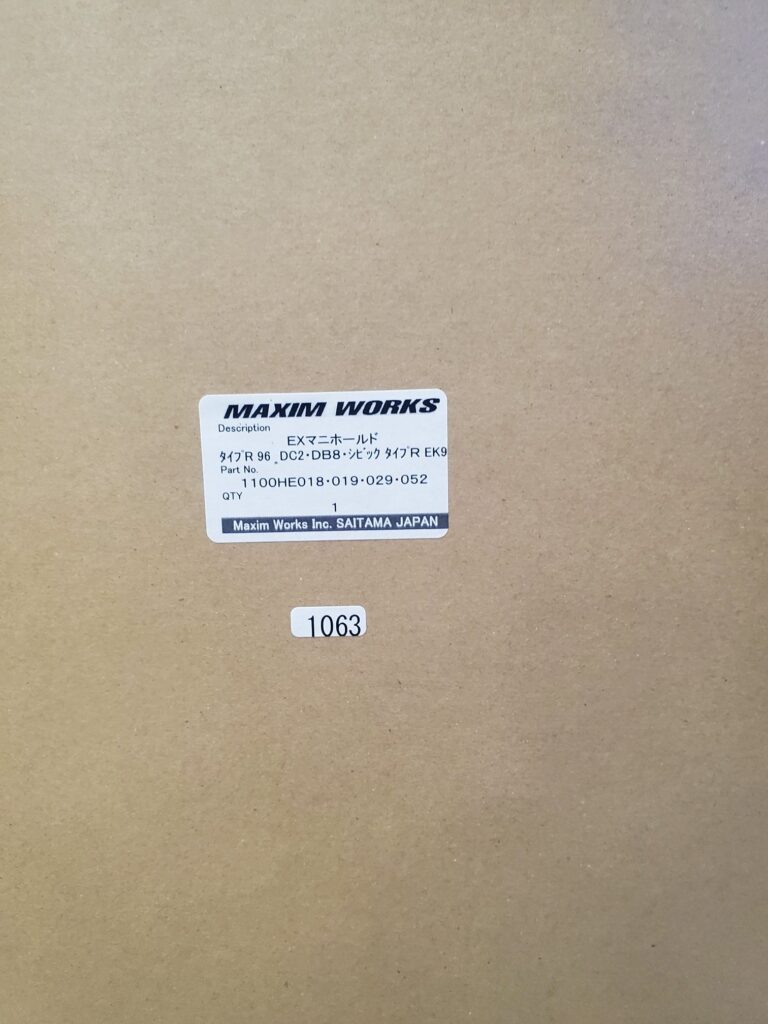 MAXIM WORKS
Description
EXマニホールド
ﾀｲﾌﾟR 96 ~DC2・DB8・ｼﾋﾞｯｸ ﾀｲﾌﾟR EK9
Part No.
1100HE018・019・029・052
QTY
1
Maxim Works Inc. SAITAMA JAPAN
1063